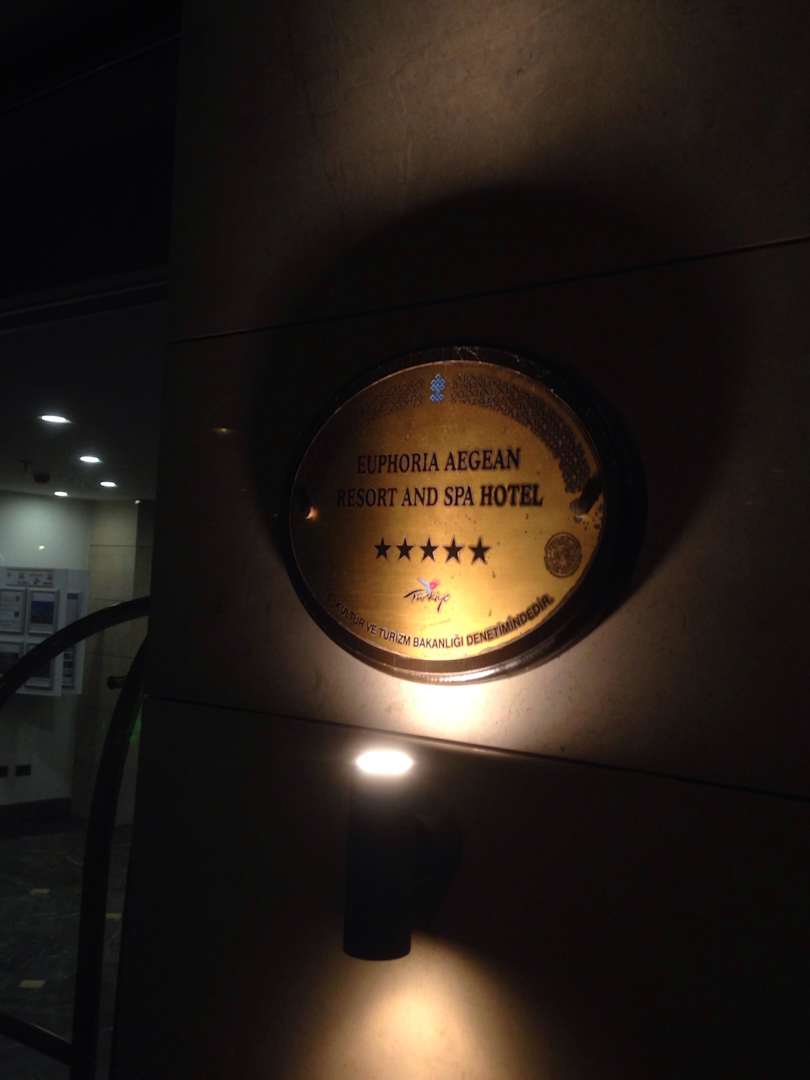 EUPHORIA AEGEAN
RESORT AND SPA HOTEL
Türkiye
KÜLTÜR VE TURİZM BAKANLIĞI DENETİMİNDEDİR.